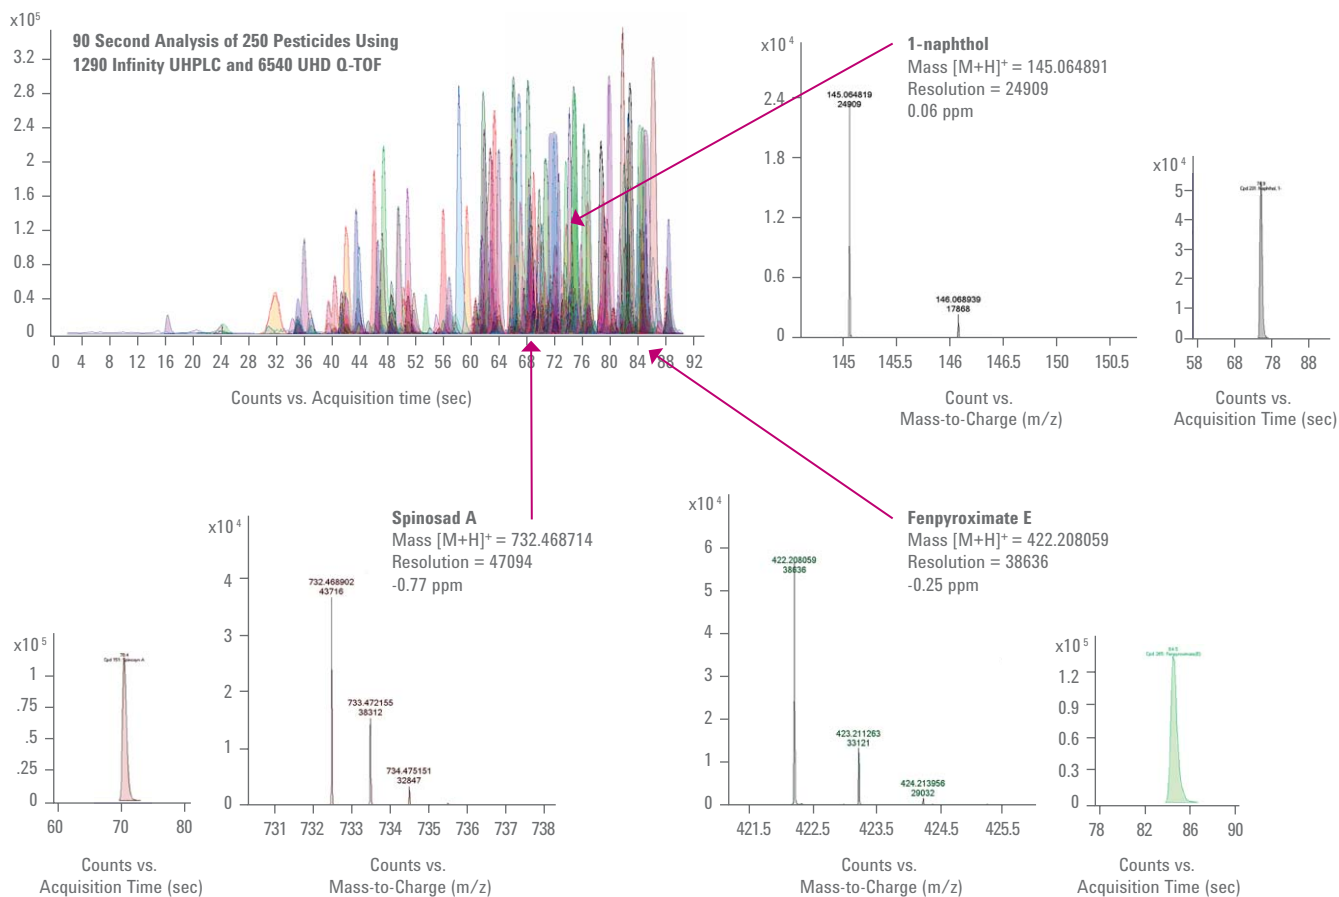 x10⁵
90 Second Analysis of 250 Pesticides Using
1290 Infinity UHPLC and 6540 UHD Q-TOF
3.2
2.8
2.4
2
1.6
1.2
0.8
0.4
0
0 4 8 12 16 20 24 28 32 36 40 44 48 52 56 60 64 68 72 76 80 84 88 92
Counts vs. Acquisition time (sec)
x10⁴
2.4
1.8
1.2
0.6
0
145.064819
24909
146.068939
17868
145 145.5 146 146.5 150 150.5
Count vs.
Mass-to-Charge (m/z)
1-naphthol
Mass [M+H]⁺ = 145.064891
Resolution = 24909
0.06 ppm
x10⁴
5
4
3
2
1
0
58 68 78 88
Counts vs.
Acquisition Time (sec)
x10⁵
1
.75
.5
.25
0
70.4
60 70 80
Counts vs.
Acquisition Time (sec)
x10⁴
4
3
2
1
0
732.468902
43716
733.472155
38312
734.475151
32847
731 732 733 734 735 736 737 738
Counts vs.
Mass-to-Charge (m/z)
Spinosad A
Mass [M+H]⁺ = 732.468714
Resolution = 47094
-0.77 ppm
x10⁴
6
5
4
3
2
1
0
422.208059
38636
423.211263
33121
424.213956
29032
421.5 422.5 423.5 424.5 425.5
Counts vs.
Mass-to-Charge (m/z)
Fenpyroximate E
Mass [M+H]⁺ = 422.208059
Resolution = 38636
-0.25 ppm
x10⁵
1.2
0.9
0.6
0.3
0
78 82 86 90
Counts vs.
Acquisition Time (sec)